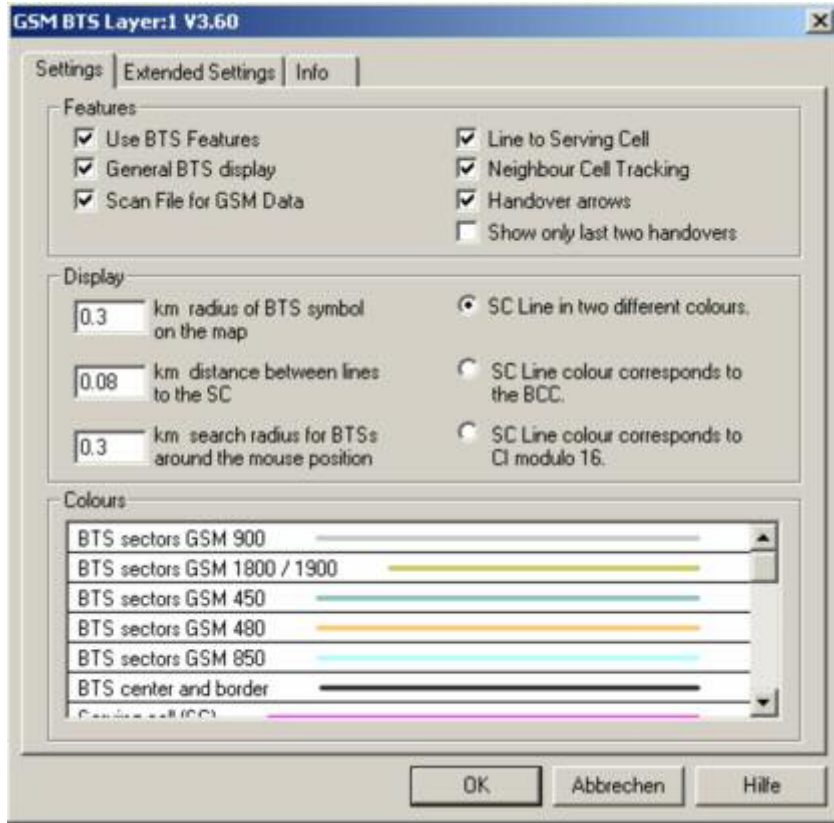 GSM BTS Layer:1 V3.60
Settings
Extended Settings
Info
Features
Use BTS Features
General BTS display
Scan File for GSM Data
Line to Serving Cell
Neighbour Cell Tracking
Handover arrows
Show only last two handovers
Display
0.3 km radius of BTS symbol
on the map
0.08 km distance between lines
to the SC
0.3 km search radius for BTSs
around the mouse position
SC Line in two different colours.
SC Line colour corresponds to
the BCC.
SC Line colour corresponds to
CI modulo 16.
Colours
BTS sectors GSM 900
BTS sectors GSM 1800 / 1900
BTS sectors GSM 450
BTS sectors GSM 480
BTS sectors GSM 850
BTS center and border
Serving cell (SC)
OK
Abbrechen
Hilfe